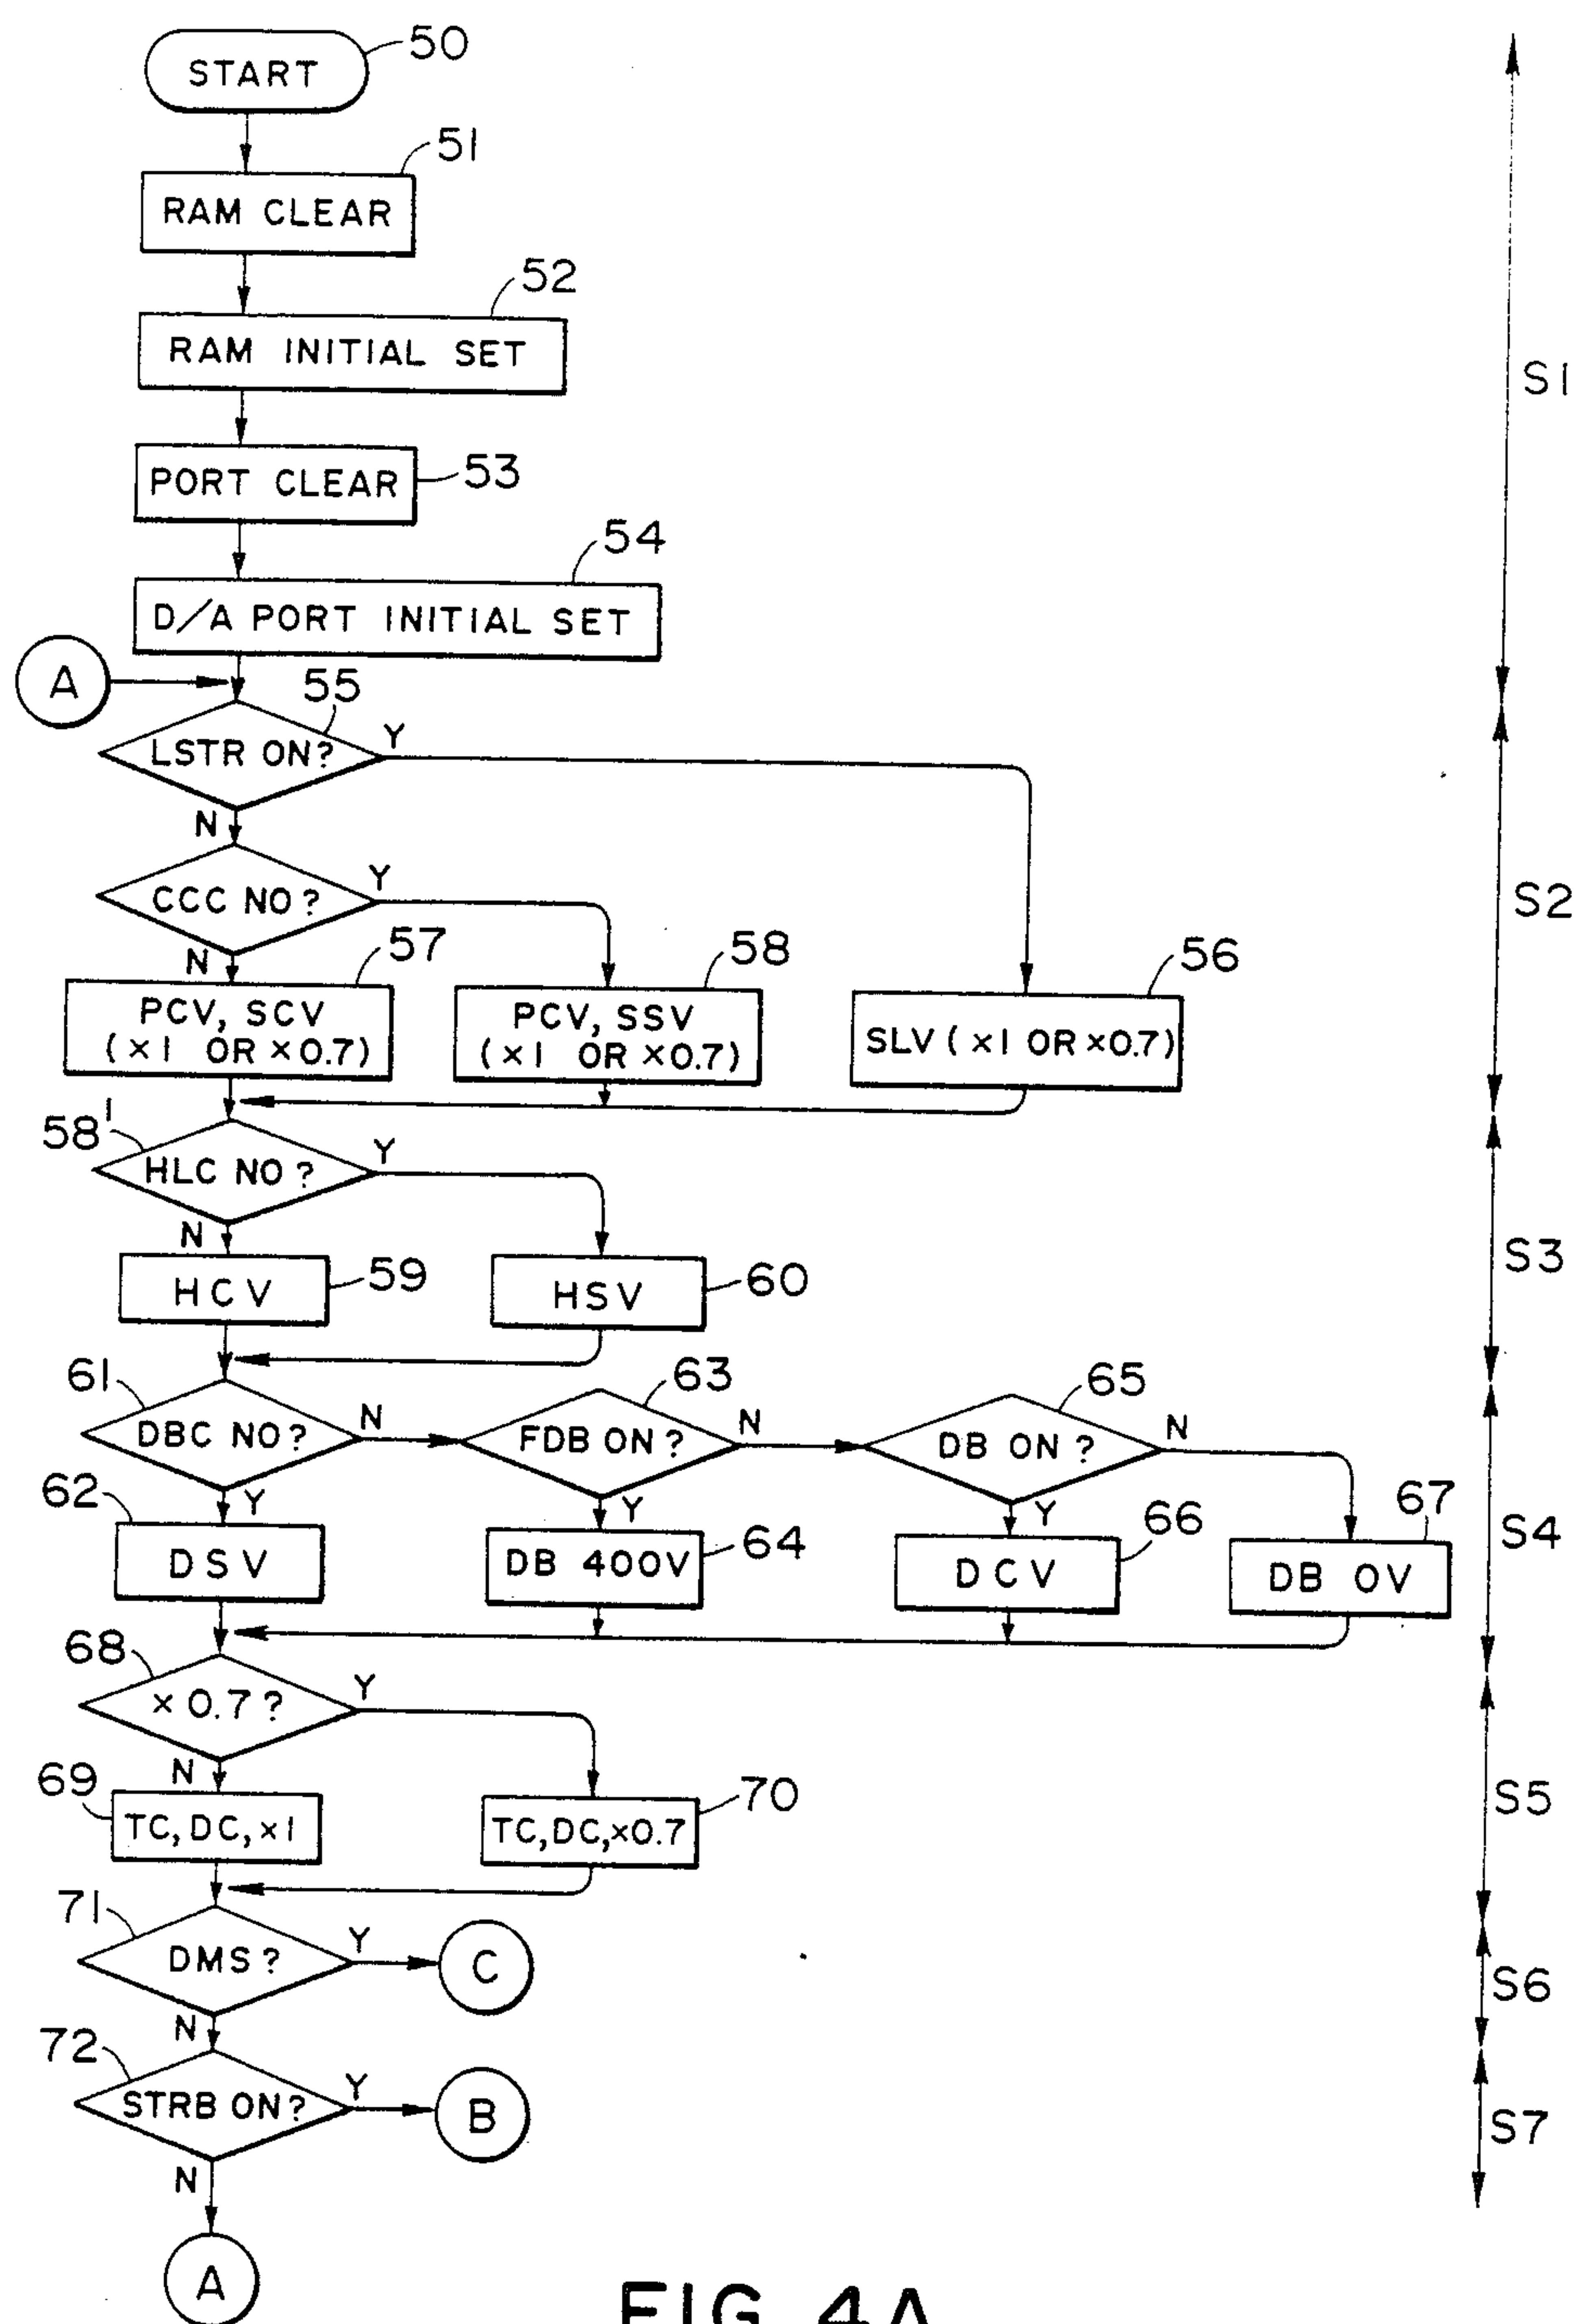 50
START
51
RAM CLEAR
52
RAM INITIAL SET
S1
53
PORT CLEAR
54
D/A PORT INITIAL SET
A
55
LSTR ON?
Y
N
CCC NO?
Y
S2
N
57
58
56
PCV, SCV
(×1 OR ×0.7)
PCV, SSV
(×1 OR ×0.7)
SLV (×1 OR ×0.7)
58'
HLC NO?
Y
N
S3
HCV
59
HSV
60
61
DBC NO?
N
63
FDB ON?
N
65
DB ON?
N
62
Y
DSV
Y
DB 400V
64
Y
66
DCV
67
DB 0V
S4
68
×0.7?
Y
N
69
TC, DC, ×1
70
TC, DC, ×0.7
S5
71
DMS?
Y
C
S6
N
72
STRB ON?
Y
B
S7
N
A
FIG. 4A